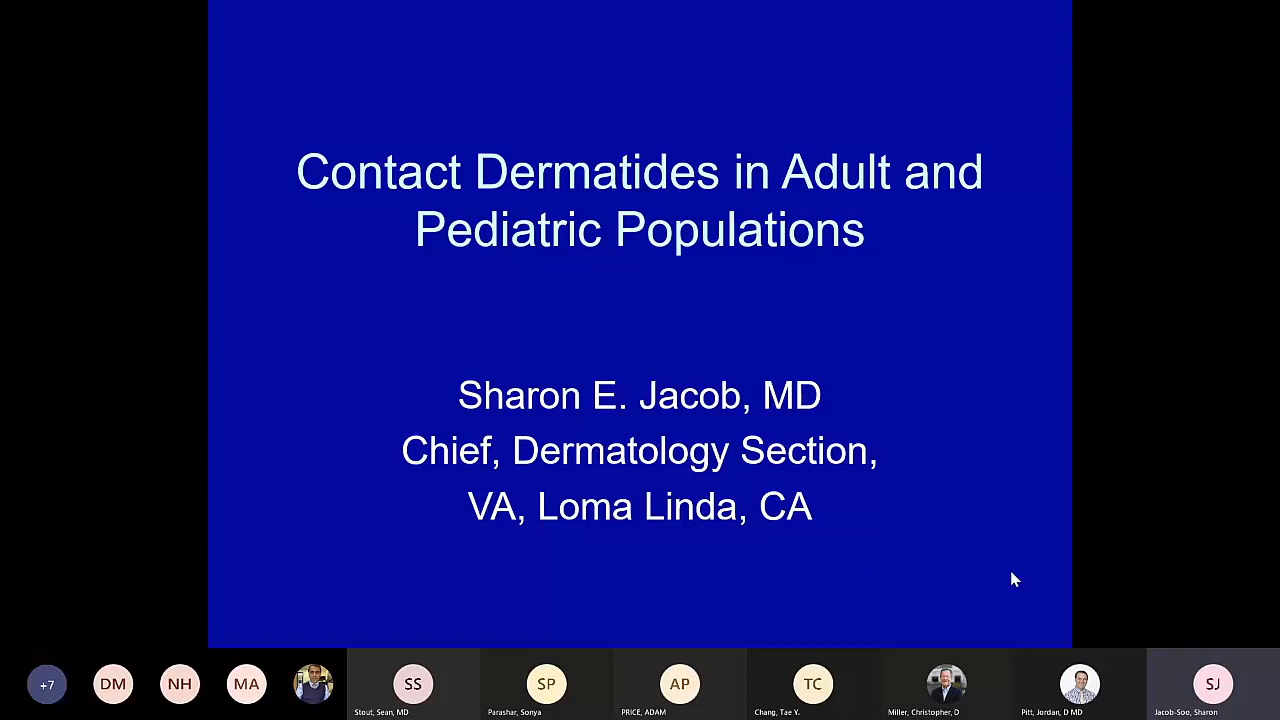 Contact Dermatides in Adult and
Pediatric Populations
Sharon E. Jacob, MD
Chief, Dermatology Section,
VA, Loma Linda, CA
+7
DM
NH
MA
SS
SP
AP
TC
SJ
Stout, Sean, MD
Parashar, Sonya
PRICE, ADAM
Chang, Tae Y.
Miller, Christopher, D
Pitt, Jordan, D MD
Jacob-Soo, Sharon